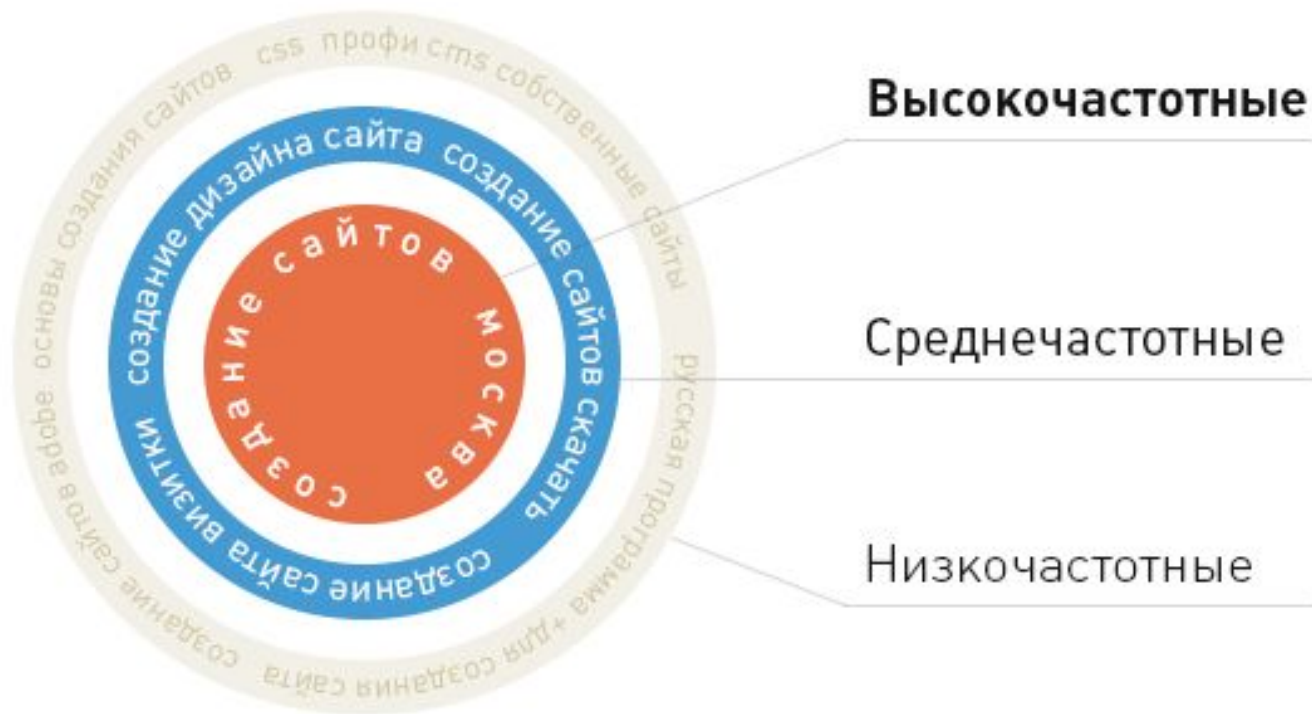 Высокочастотные
Среднечастотные
Низкочастотные
создание сайтов москва
создание дизайна сайта
создание сайтов скачать
создание сайта визитки
основы создания сайтов
css профи cms собственные сайты
русская программа +для создания сайта
создание сайтов adobe